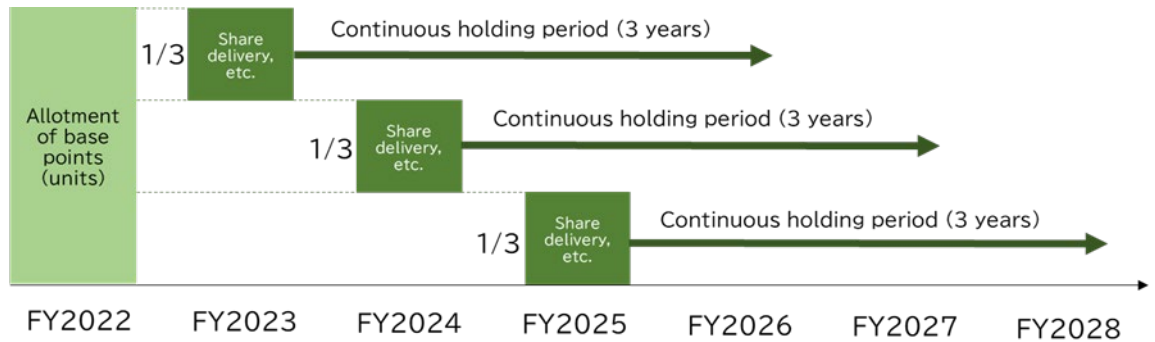 Allotment
of base
points
(units)
1/3
Share
delivery,
etc.
Continuous holding period (3 years)
1/3
Share
delivery,
etc.
Continuous holding period (3 years)
1/3
Share
delivery,
etc.
Continuous holding period (3 years)
FY2022 FY2023 FY2024 FY2025 FY2026 FY2027 FY2028